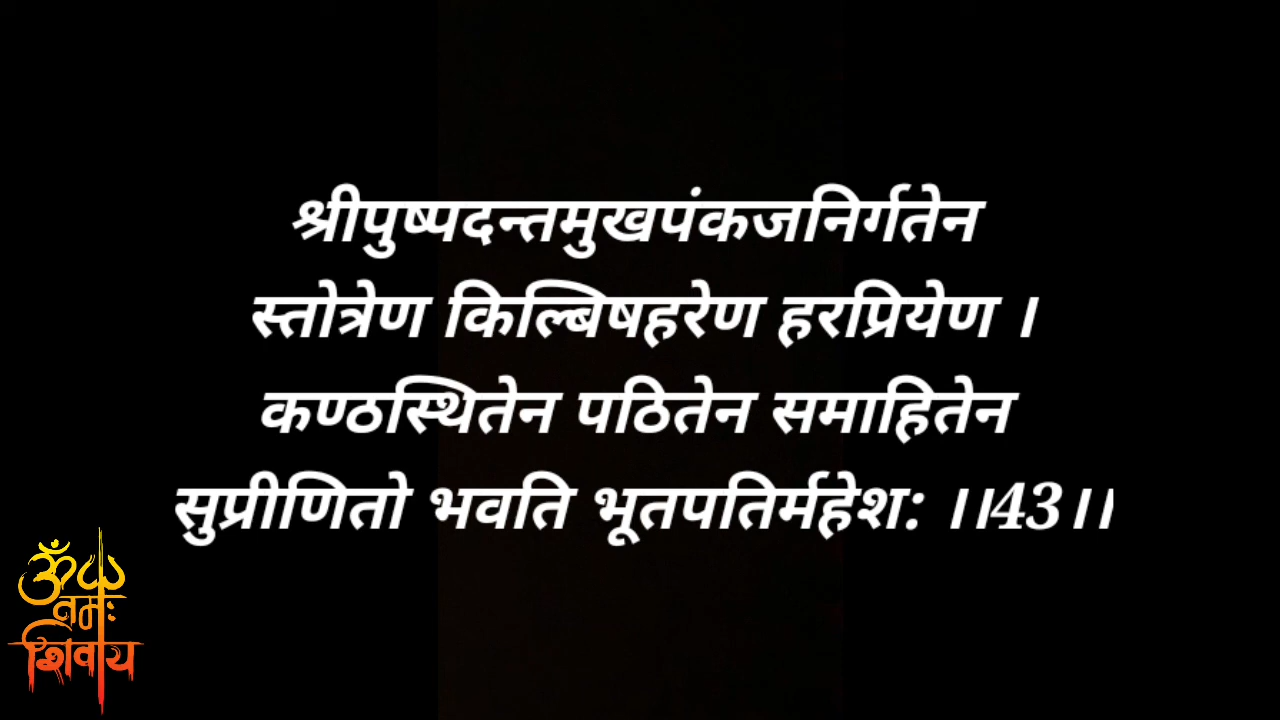 श्रीपुष्पदन्तमुखपंकजनिर्गतेन
स्तोत्रेण किल्बिषहरेण हरप्रियेण ।
कण्ठस्थितेन पठितेन समाहितेन
सुप्रीणितो भवति भूतपतिर्महेश: ।।43।।
ॐ
नमः
शिवाय